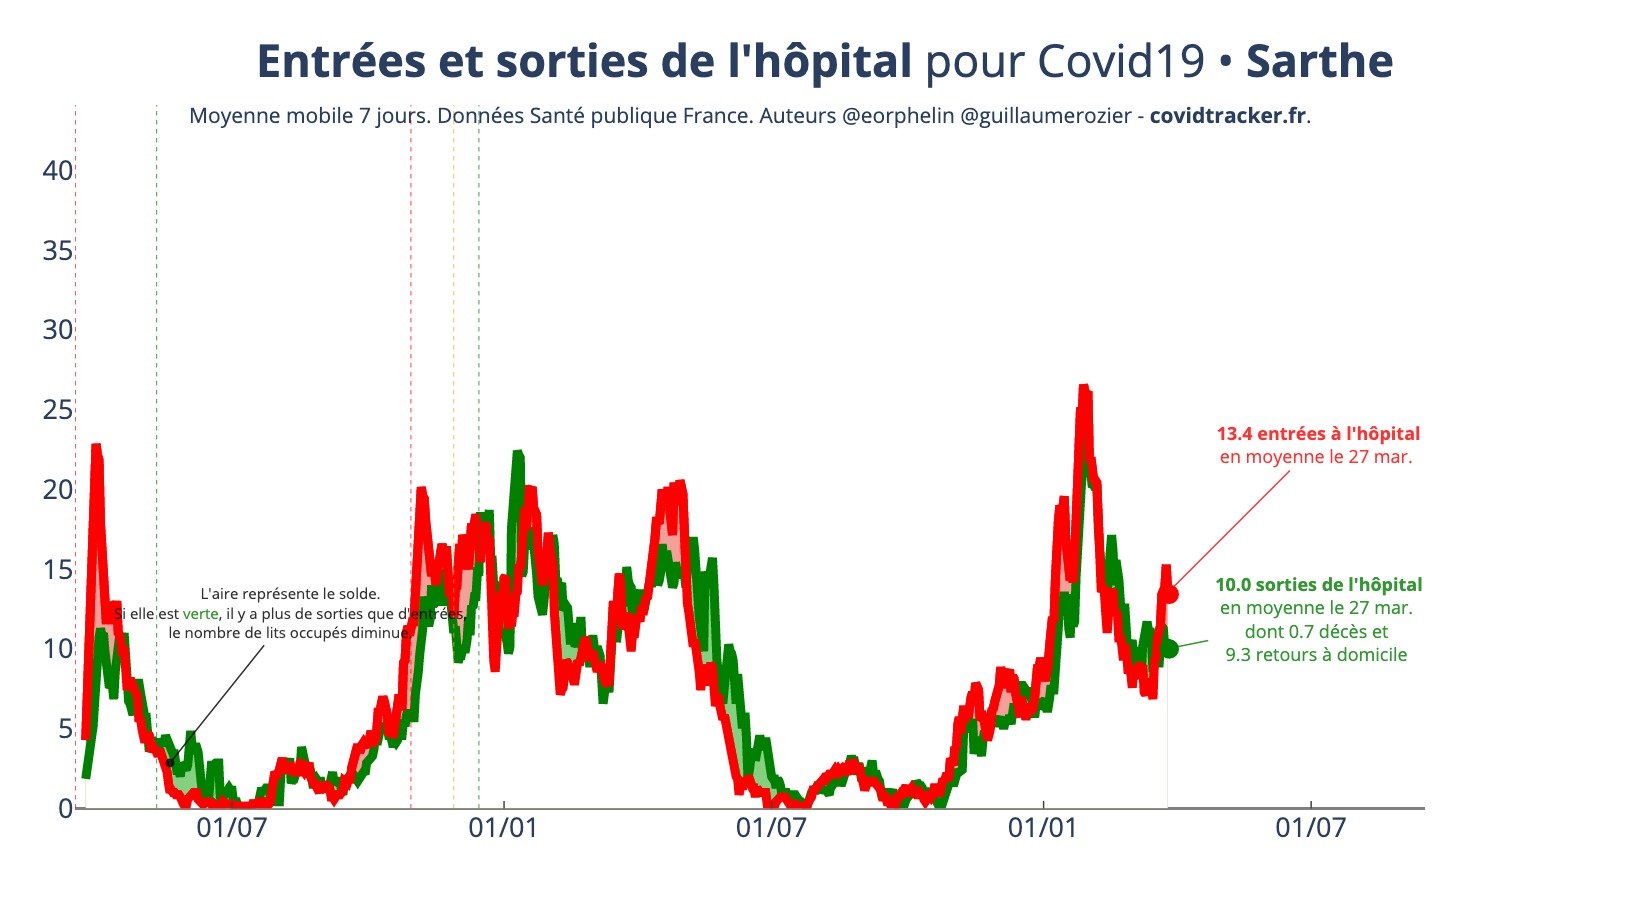 Entrées et sorties de l'hôpital pour Covid19 • Sarthe
Moyenne mobile 7 jours. Données Santé publique France. Auteurs @eorphelin @guillaumerozier - covidtracker.fr.
40
35
30
25
20
15
10
5
0
L'aire représente le solde.
Si elle est verte, il y a plus de sorties que d'entrées,
le nombre de lits occupés diminue.
13.4 entrées à l'hôpital
en moyenne le 27 mar.
10.0 sorties de l'hôpital
en moyenne le 27 mar.
dont 0.7 décès et
9.3 retours à domicile
01/07
01/01
01/07
01/01
01/07